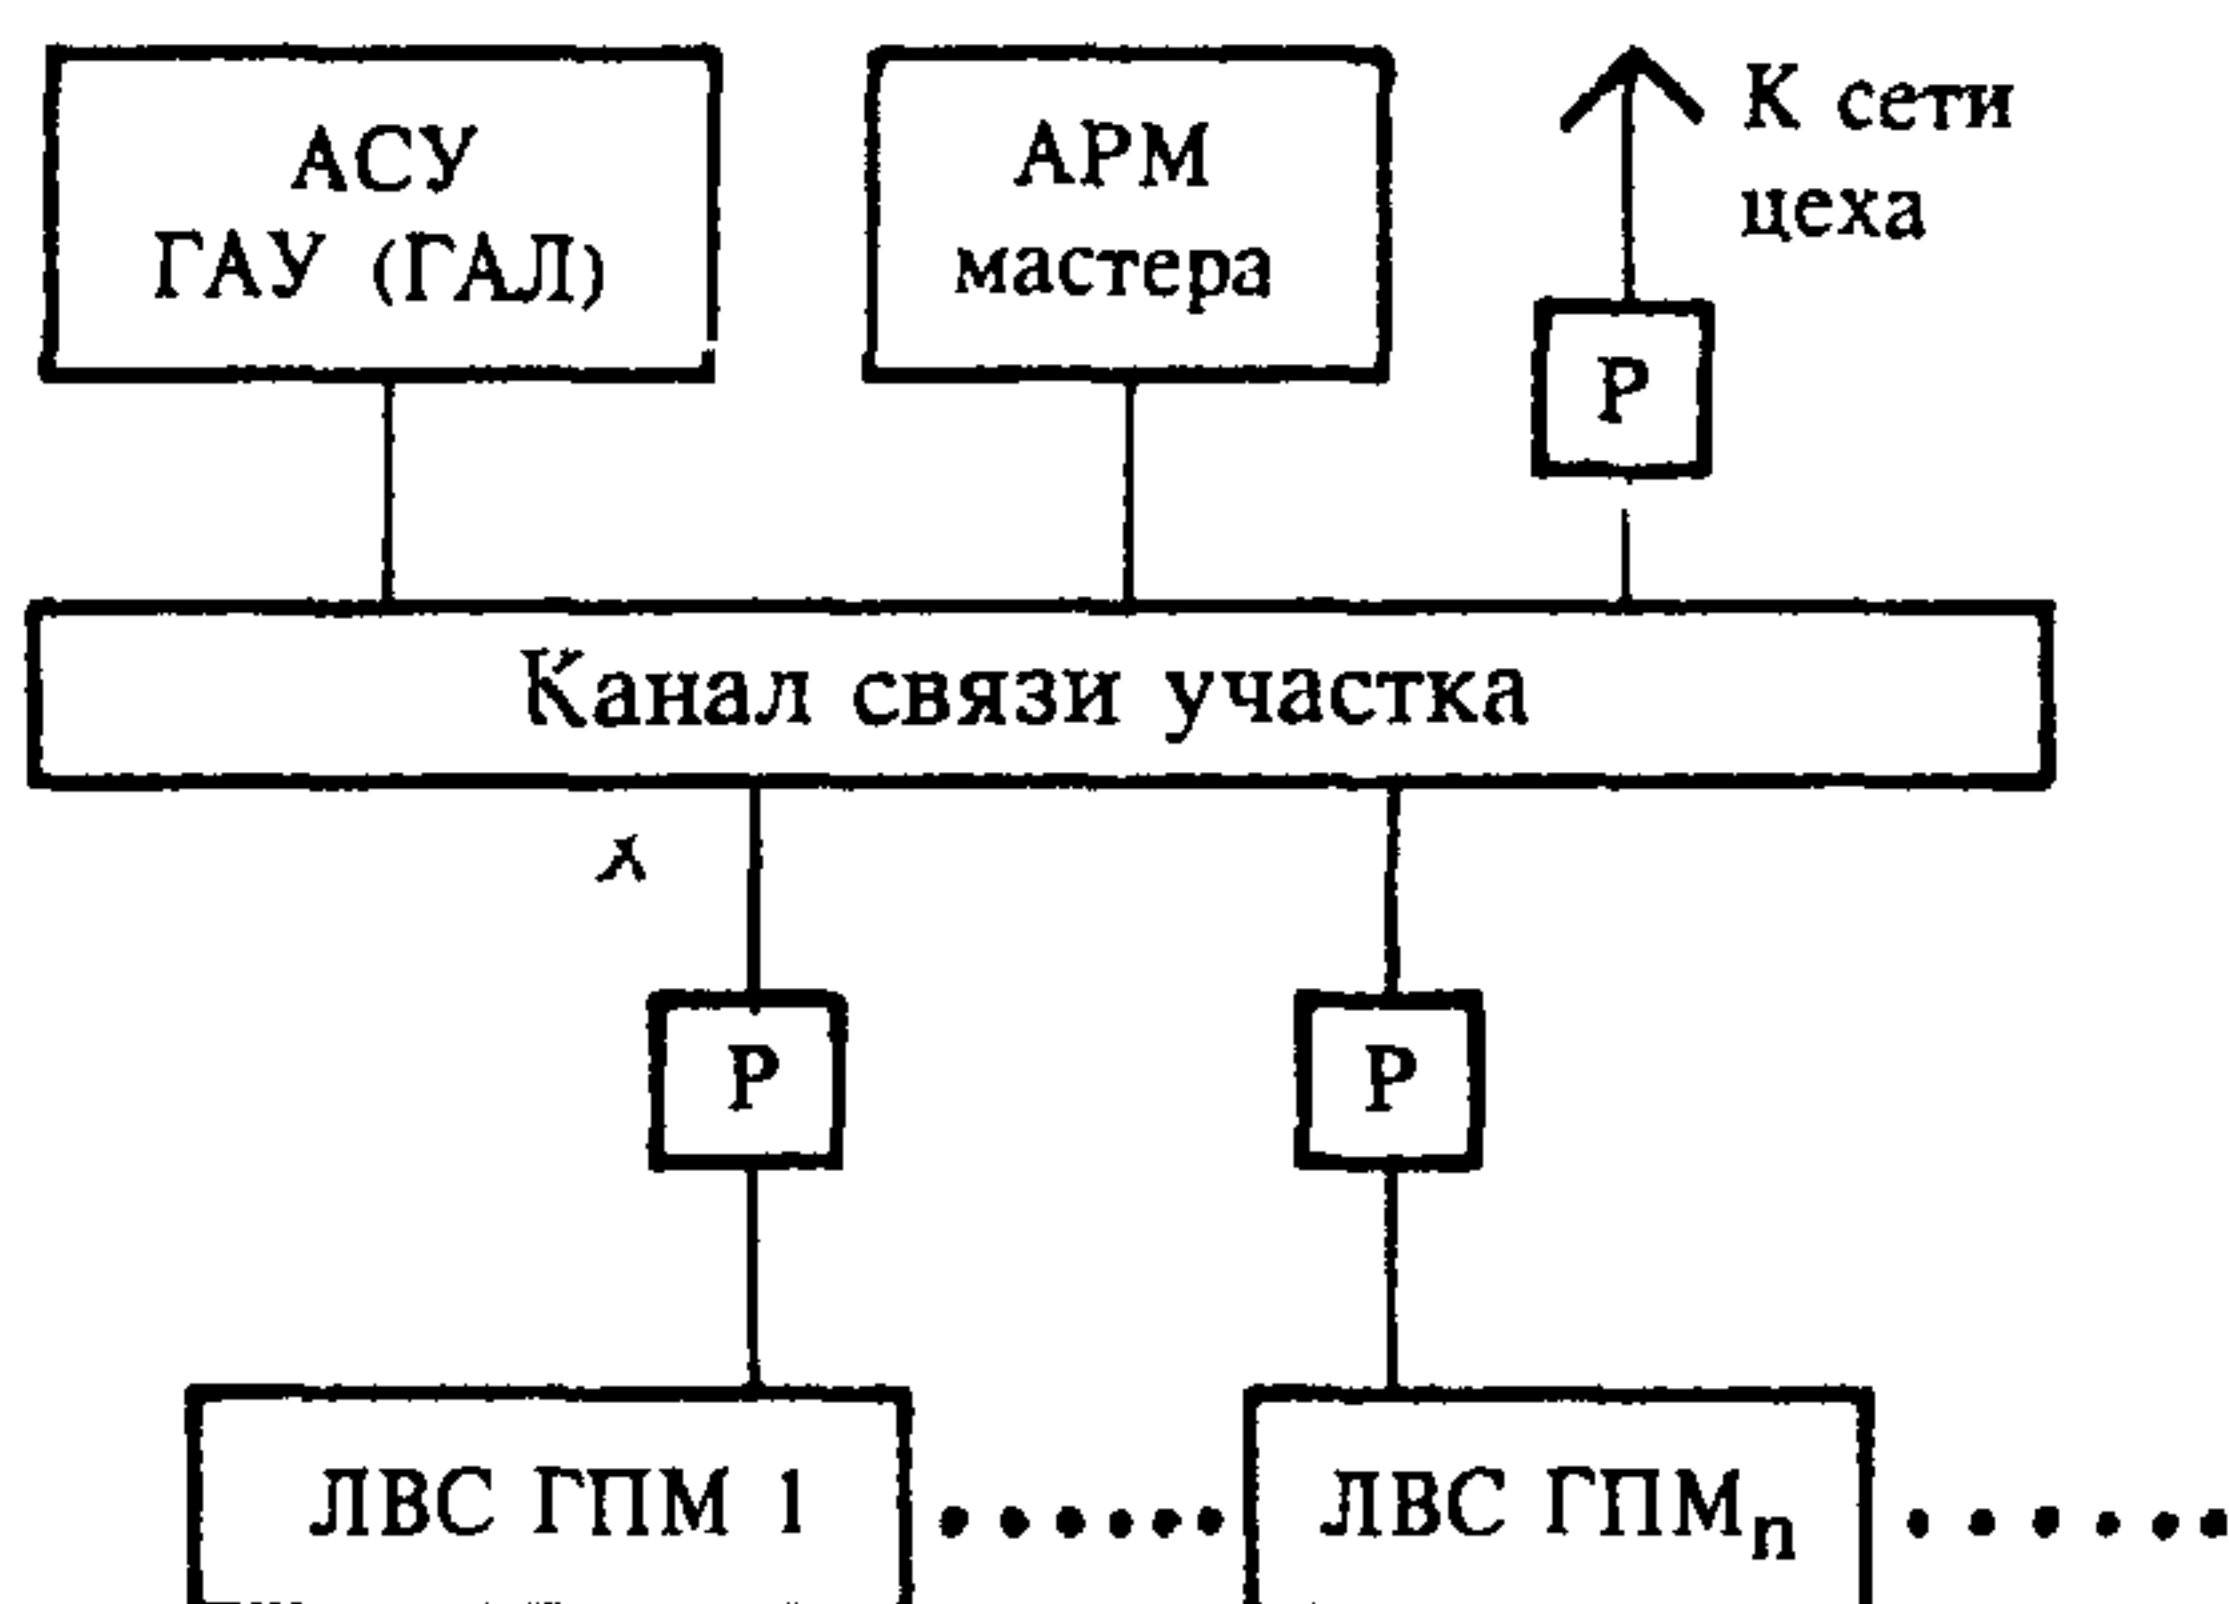 АСУ
ГАУ (ГАЛ)
АРМ
мастера
К сети
цеха
Р
Канал связи участка
х
Р
Р
ЛВС ГПМ 1
ЛВС ГПМn